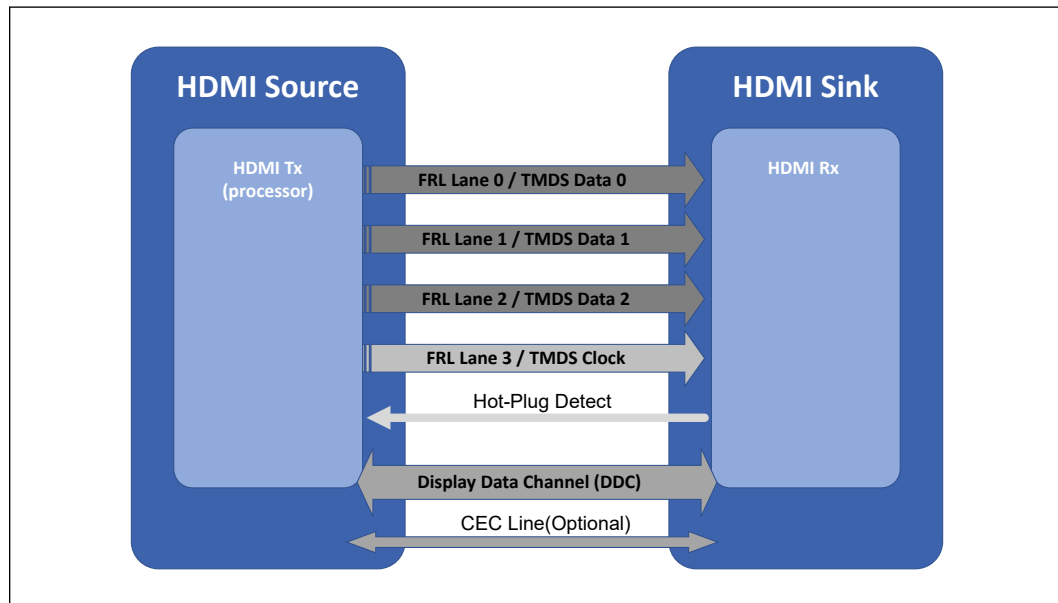 HDMI Source
HDMI Sink
HDMI Tx
(processor)
HDMI Rx
FRL Lane 0 / TMDS Data 0
FRL Lane 1 / TMDS Data 1
FRL Lane 2 / TMDS Data 2
FRL Lane 3 / TMDS Clock
Hot-Plug Detect
Display Data Channel (DDC)
CEC Line(Optional)